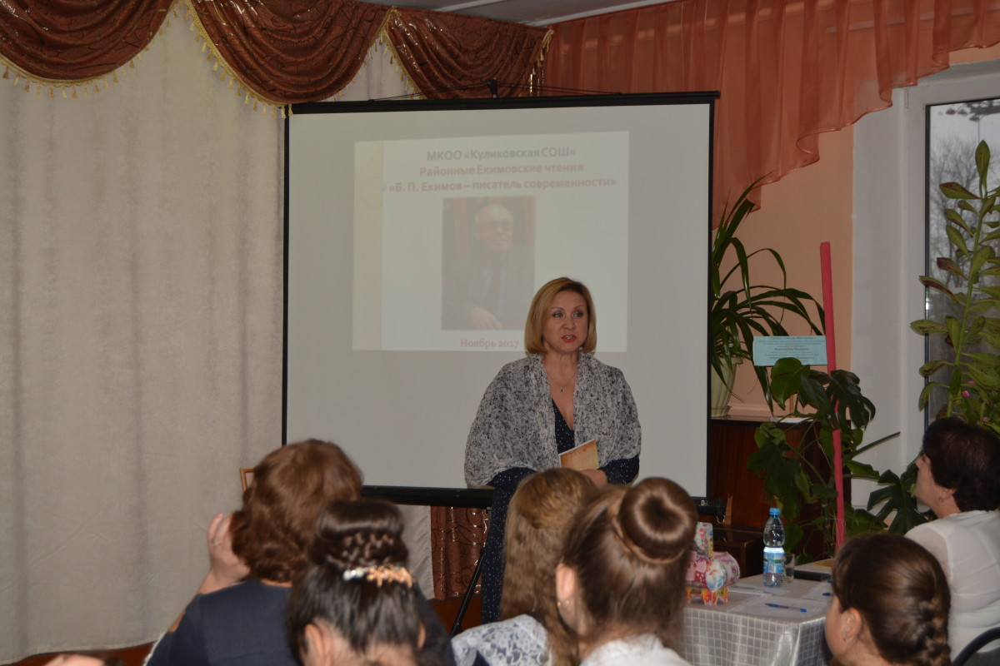 МКОО «Куликовская СОШ»
Районные Екимовские чтения
«Б. П. Екимов – писатель современности»
Ноябрь 2017